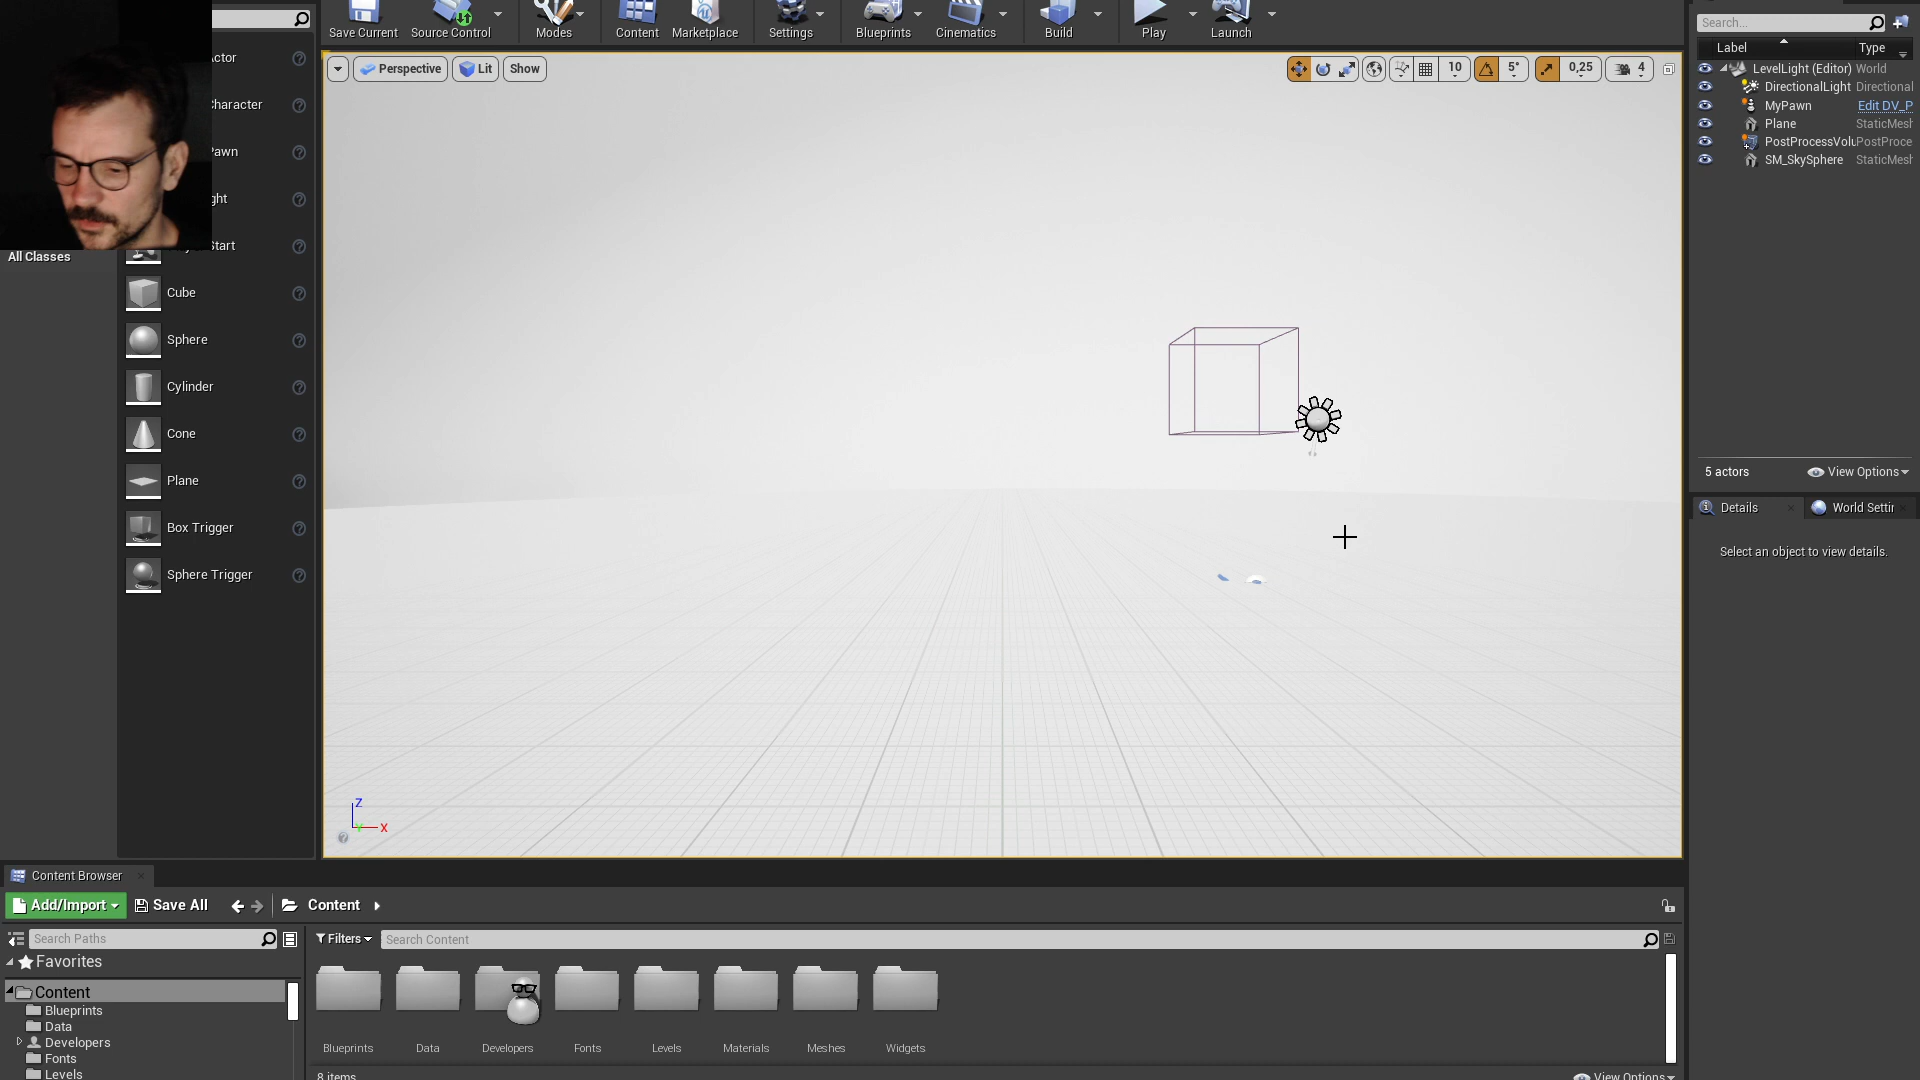 Save Current
Source Control
Modes
Content
Marketplace
Settings
Blueprints
Cinematics
Build
Play
Launch
Search...
Label
Type
Perspective
Lit
Show
10
5°
0,25
4
LevelLight (Editor)
World
DirectionalLight
Directional
MyPawn
Edit DV_P
Plane
StaticMesh
PostProcessVolu
PostProce
SM_SkySphere
StaticMesh
5 actors
View Options
Details
World Settin
Select an object to view details.
Actor
Character
Pawn
ght
Start
All Classes
Cube
Sphere
Cylinder
Cone
Plane
Box Trigger
Sphere Trigger
Z
Y
X
Content Browser
Add/Import
Save All
Content
Search Paths
Filters
Search Content
Favorites
Content
Blueprints
Data
Developers
Fonts
Levels
Blueprints
Data
Developers
Fonts
Levels
Materials
Meshes
Widgets
8 items
View Options